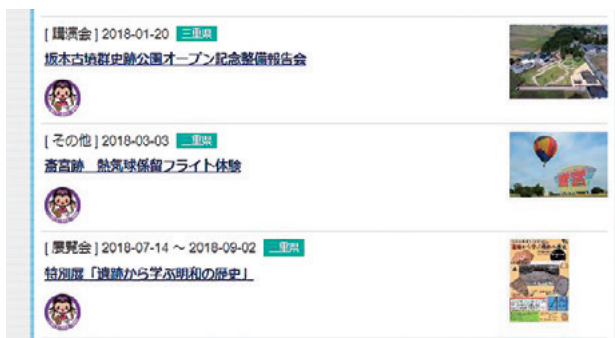 [ 講演会 ] 2018-01-20 三重県
坂本古墳群史跡公園オープン記念整備報告会
[ その他 ] 2018-03-03 三重県
斎宮跡 熱気球係留フライト体験
[ 展覧会 ] 2018-07-14 ～ 2018-09-02 三重県
特別展「遺跡から学ぶ明和の歴史」